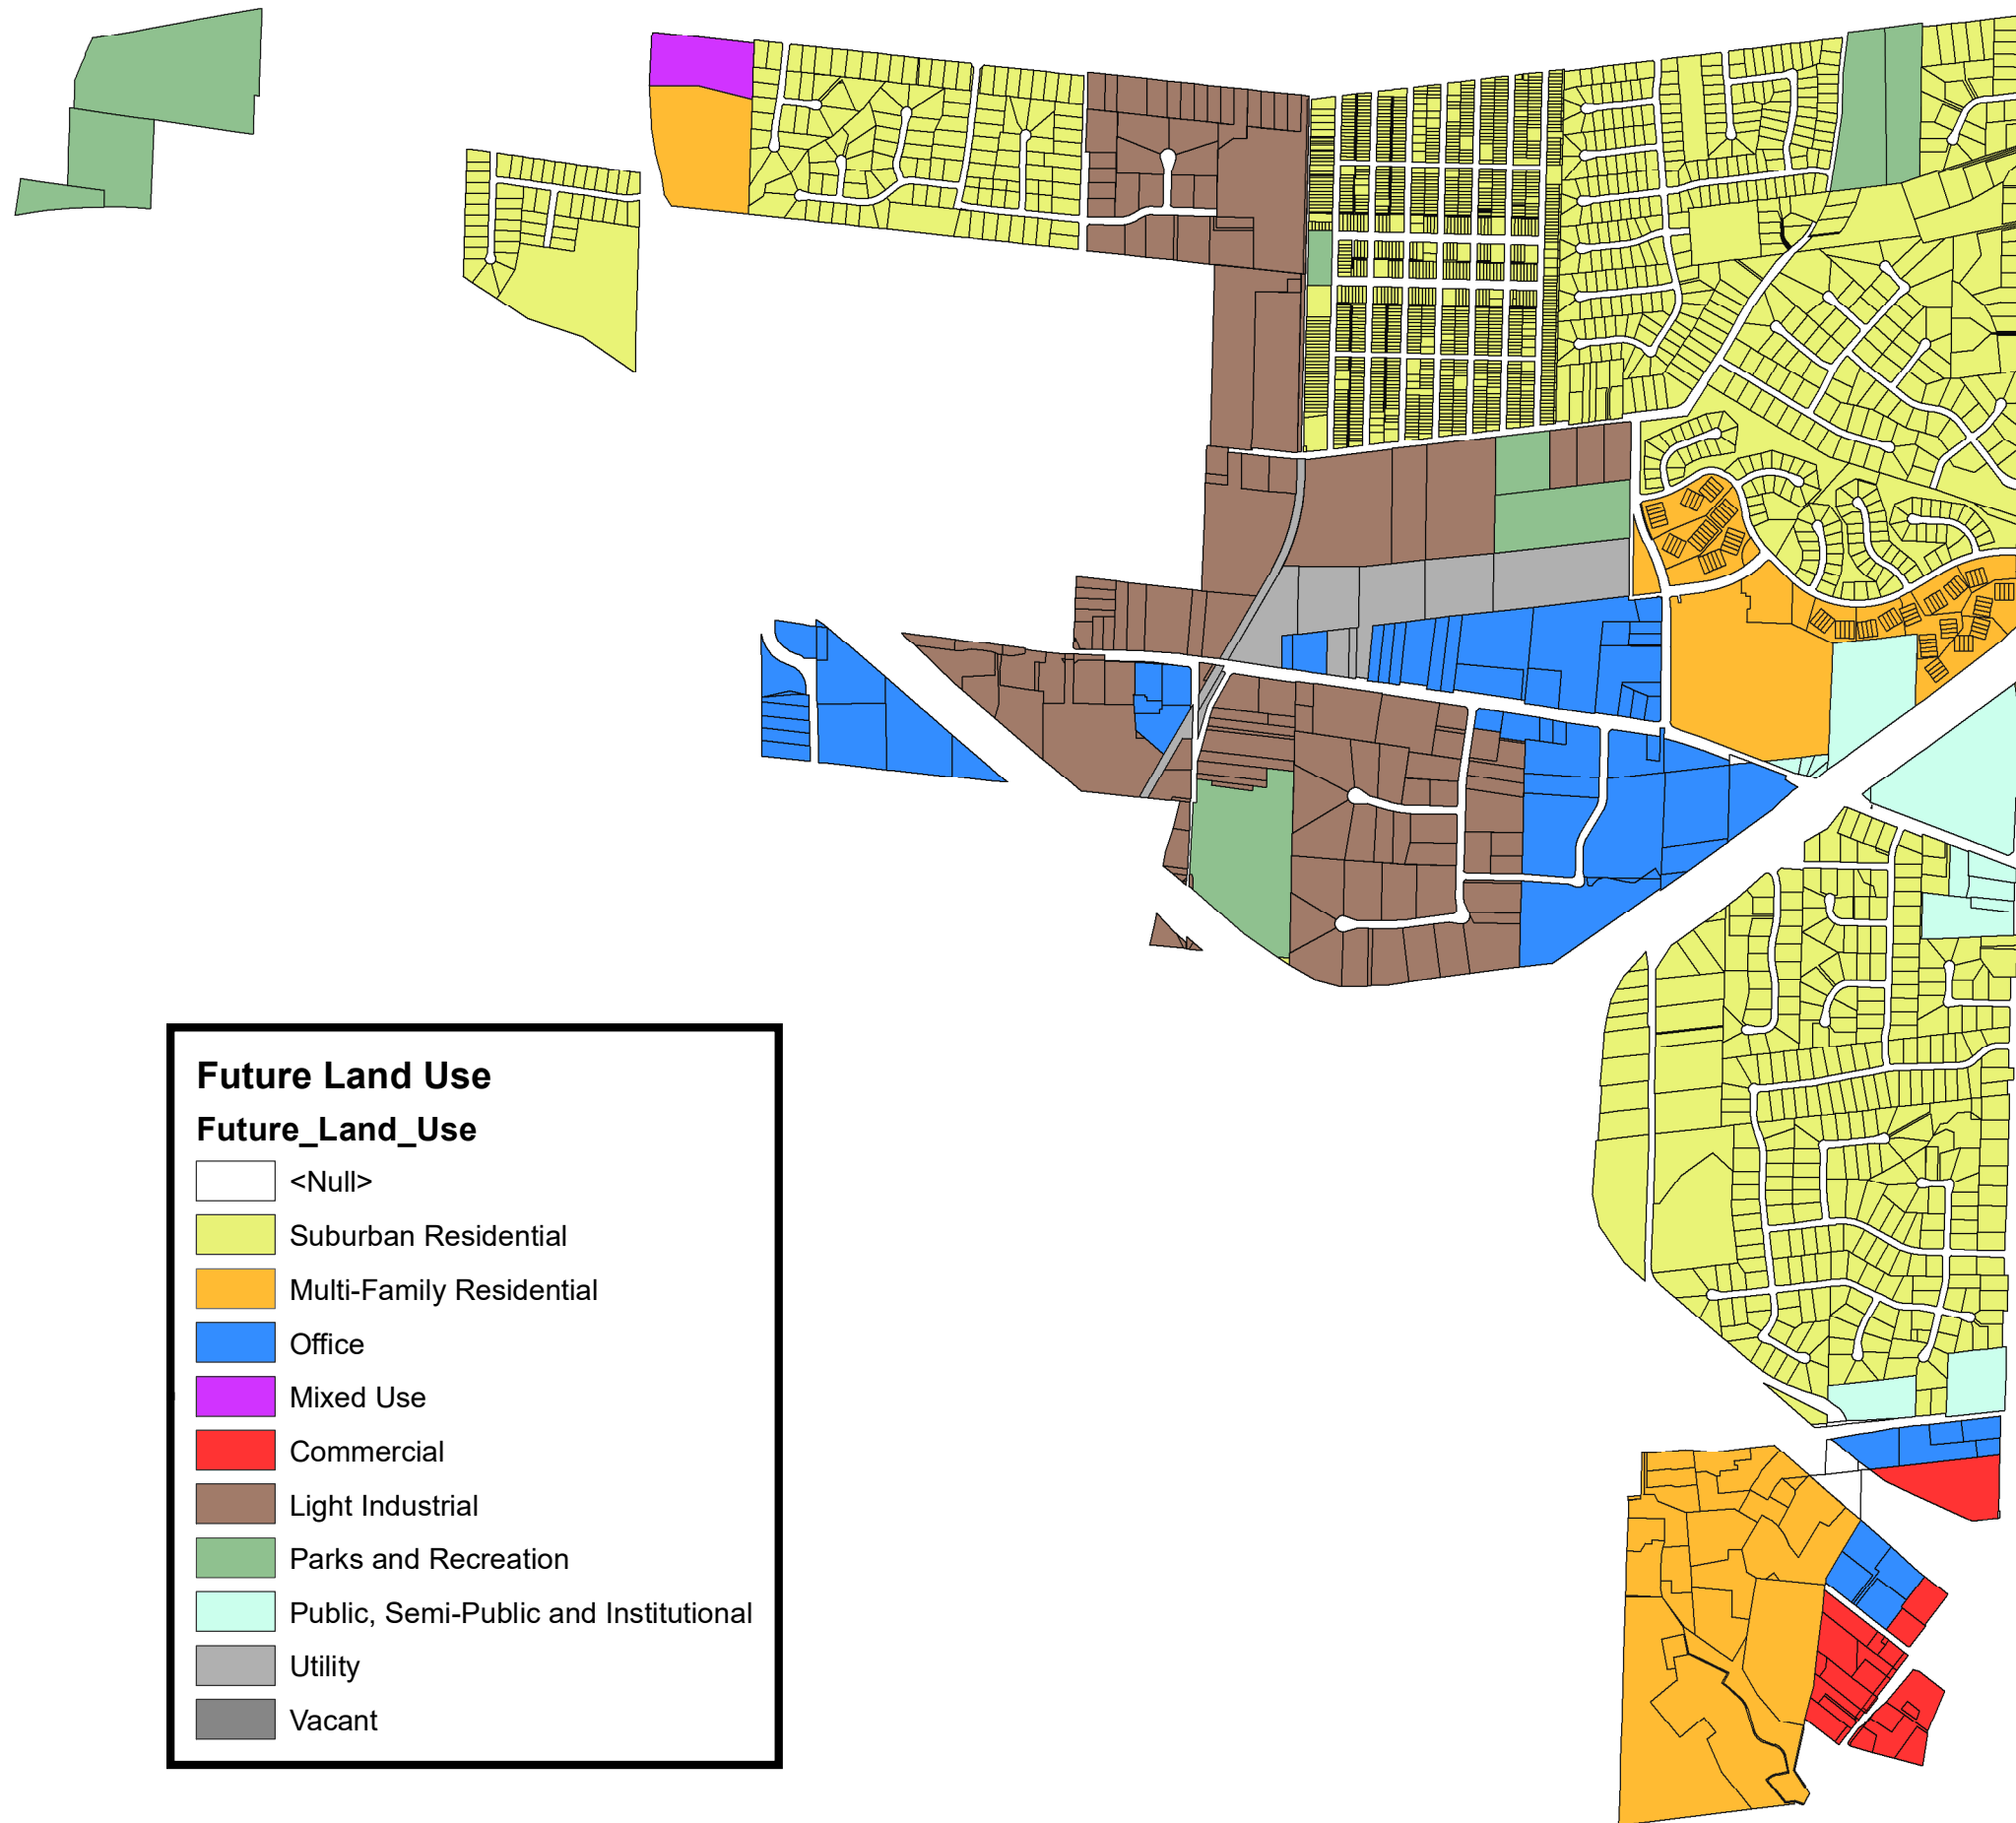 Future Land Use
Future_Land_Use
<Null>
Suburban Residential
Multi-Family Residential
Office
Mixed Use
Commercial
Light Industrial
Parks and Recreation
Public, Semi-Public and Institutional
Utility
Vacant